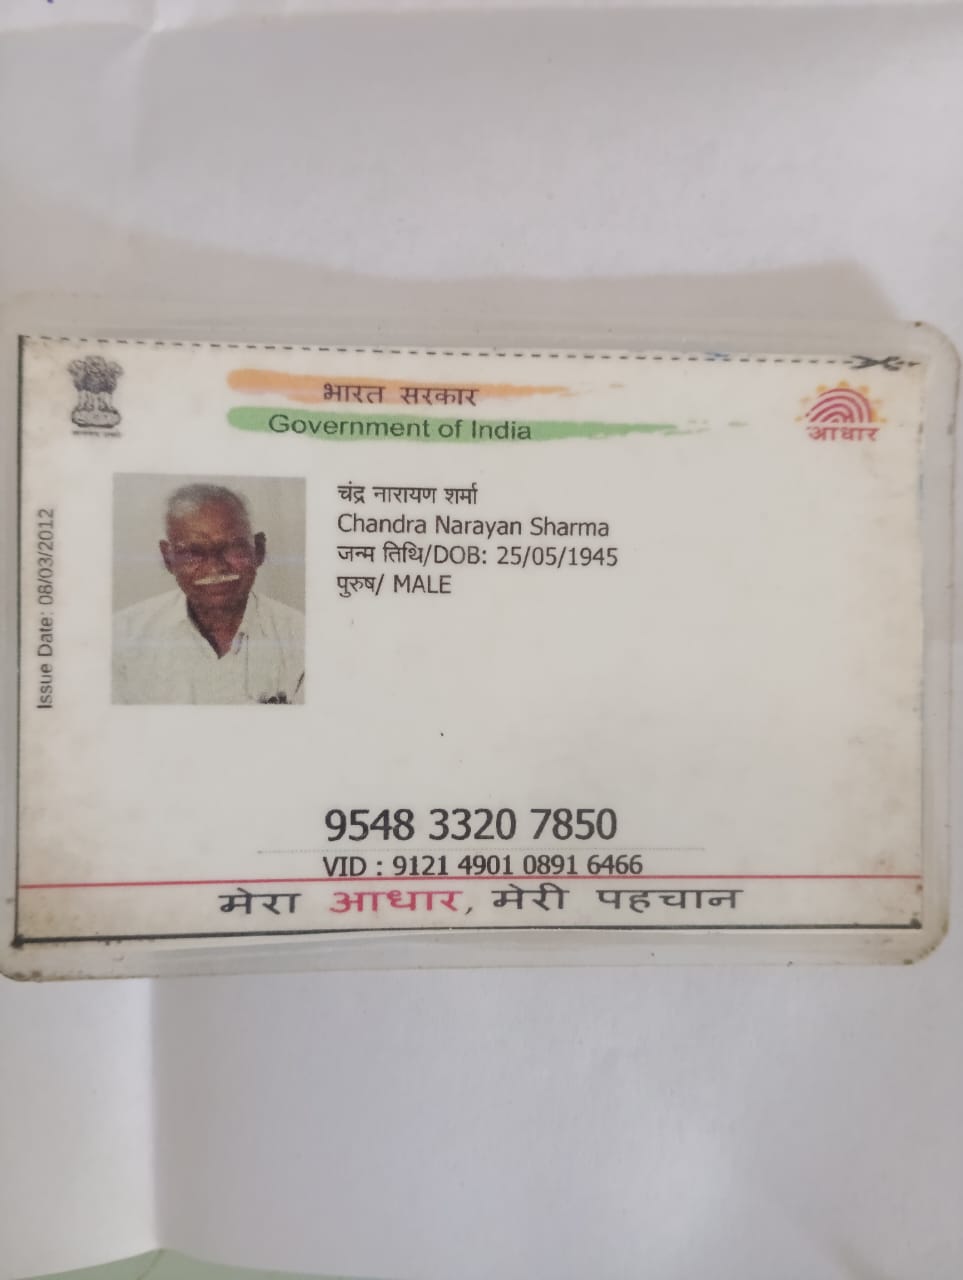 भारत सरकार
Government of India
आधार
Issue Date: 08/03/2012
चंद्र नारायण शर्मा
Chandra Narayan Sharma
जन्म तिथि/DOB: 25/05/1945
पुरुष/ MALE
9548 3320 7850
VID : 9121 4901 0891 6466
मेरा आधार, मेरी पहचान